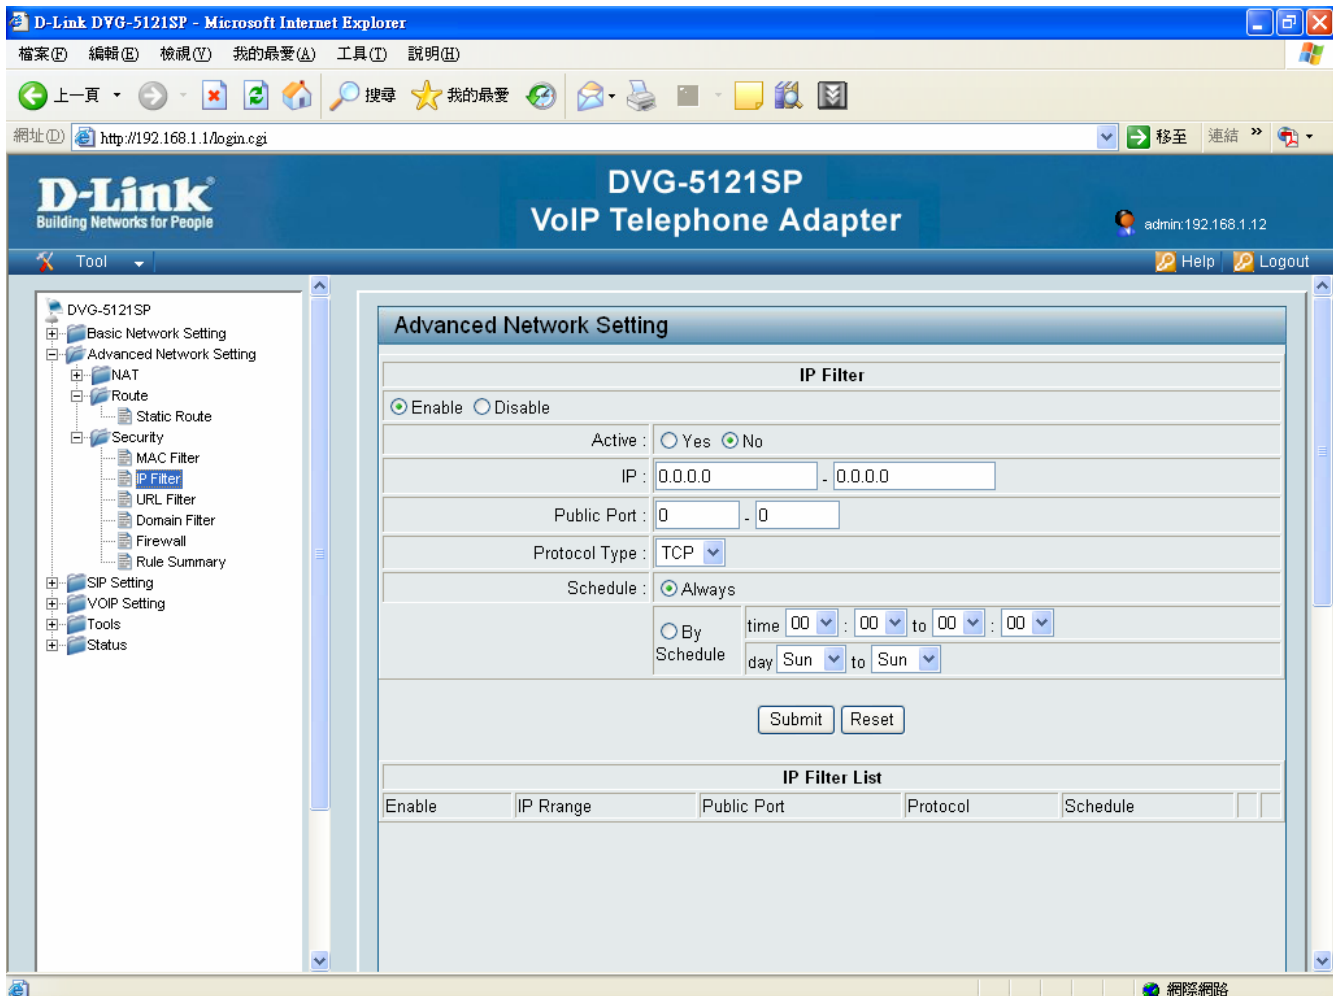 D-Link DVG-5121SP - Microsoft Internet Explorer
檔案(F) 編輯(E) 檢視(V) 我的最愛(A) 工具(T) 說明(H)
上一頁 搜尋 我的最愛
網址(D) http://192.168.1.1/login.cgi 移至 連結 »
D-Link
Building Networks for People
DVG-5121SP
VoIP Telephone Adapter
admin:192.168.1.12
Tool Help Logout
DVG-5121SP
Basic Network Setting
Advanced Network Setting
NAT
Route
Static Route
Security
MAC Filter
IP Filter
URL Filter
Domain Filter
Firewall
Rule Summary
SIP Setting
VOIP Setting
Tools
Status
Advanced Network Setting
IP Filter
Enable Disable
Active : Yes No
IP : 0.0.0.0 - 0.0.0.0
Public Port : 0 - 0
Protocol Type : TCP
Schedule : Always
By Schedule
time 00 : 00 to 00 : 00
day Sun to Sun
Submit Reset
IP Filter List
Enable IP Rrange Public Port Protocol Schedule
網際網路